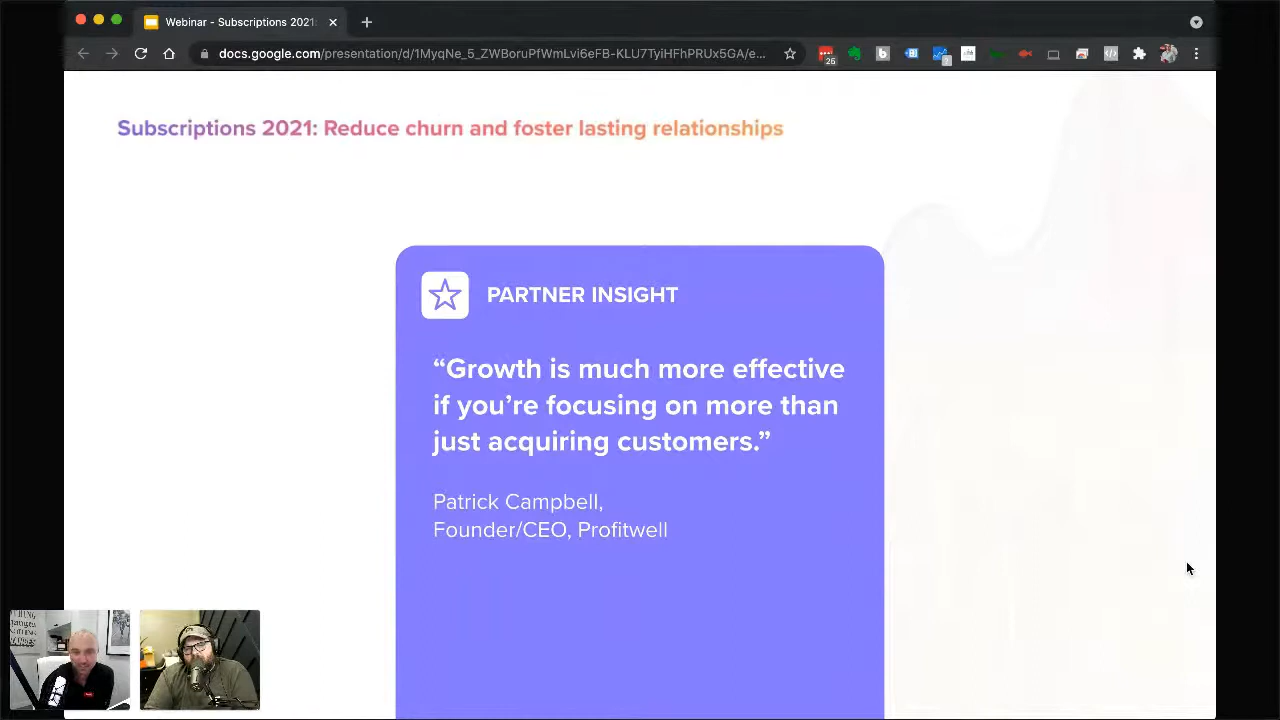 Webinar - Subscriptions 2021:
docs.google.com/presentation/d/1MyqNe_5_ZWBoruPfWmLvi6eFB-KLU7TyiHFhPRUx5GA/e...
26
Subscriptions 2021: Reduce churn and foster lasting relationships
PARTNER INSIGHT
“Growth is much more effective
if you’re focusing on more than
just acquiring customers.”
Patrick Campbell,
Founder/CEO, Profitwell